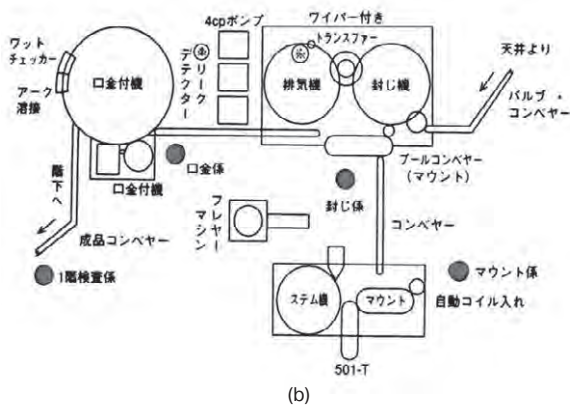 4cpポンプ
ワイパー付き
トランスファー
天井より
ワット
チェッカー
アーク
溶接
口金付機
リーク
デテクター
排気機
封じ機
バルブ・
コンベヤー
口金付機
口金係
プールコンベヤー
(マウント)
封じ係
階下へ
成品コンベヤー
フレヤー
マシン
コンベヤー
1階検査係
ステム機
マウント
マウント係
自動コイル入れ
501-T
(b)